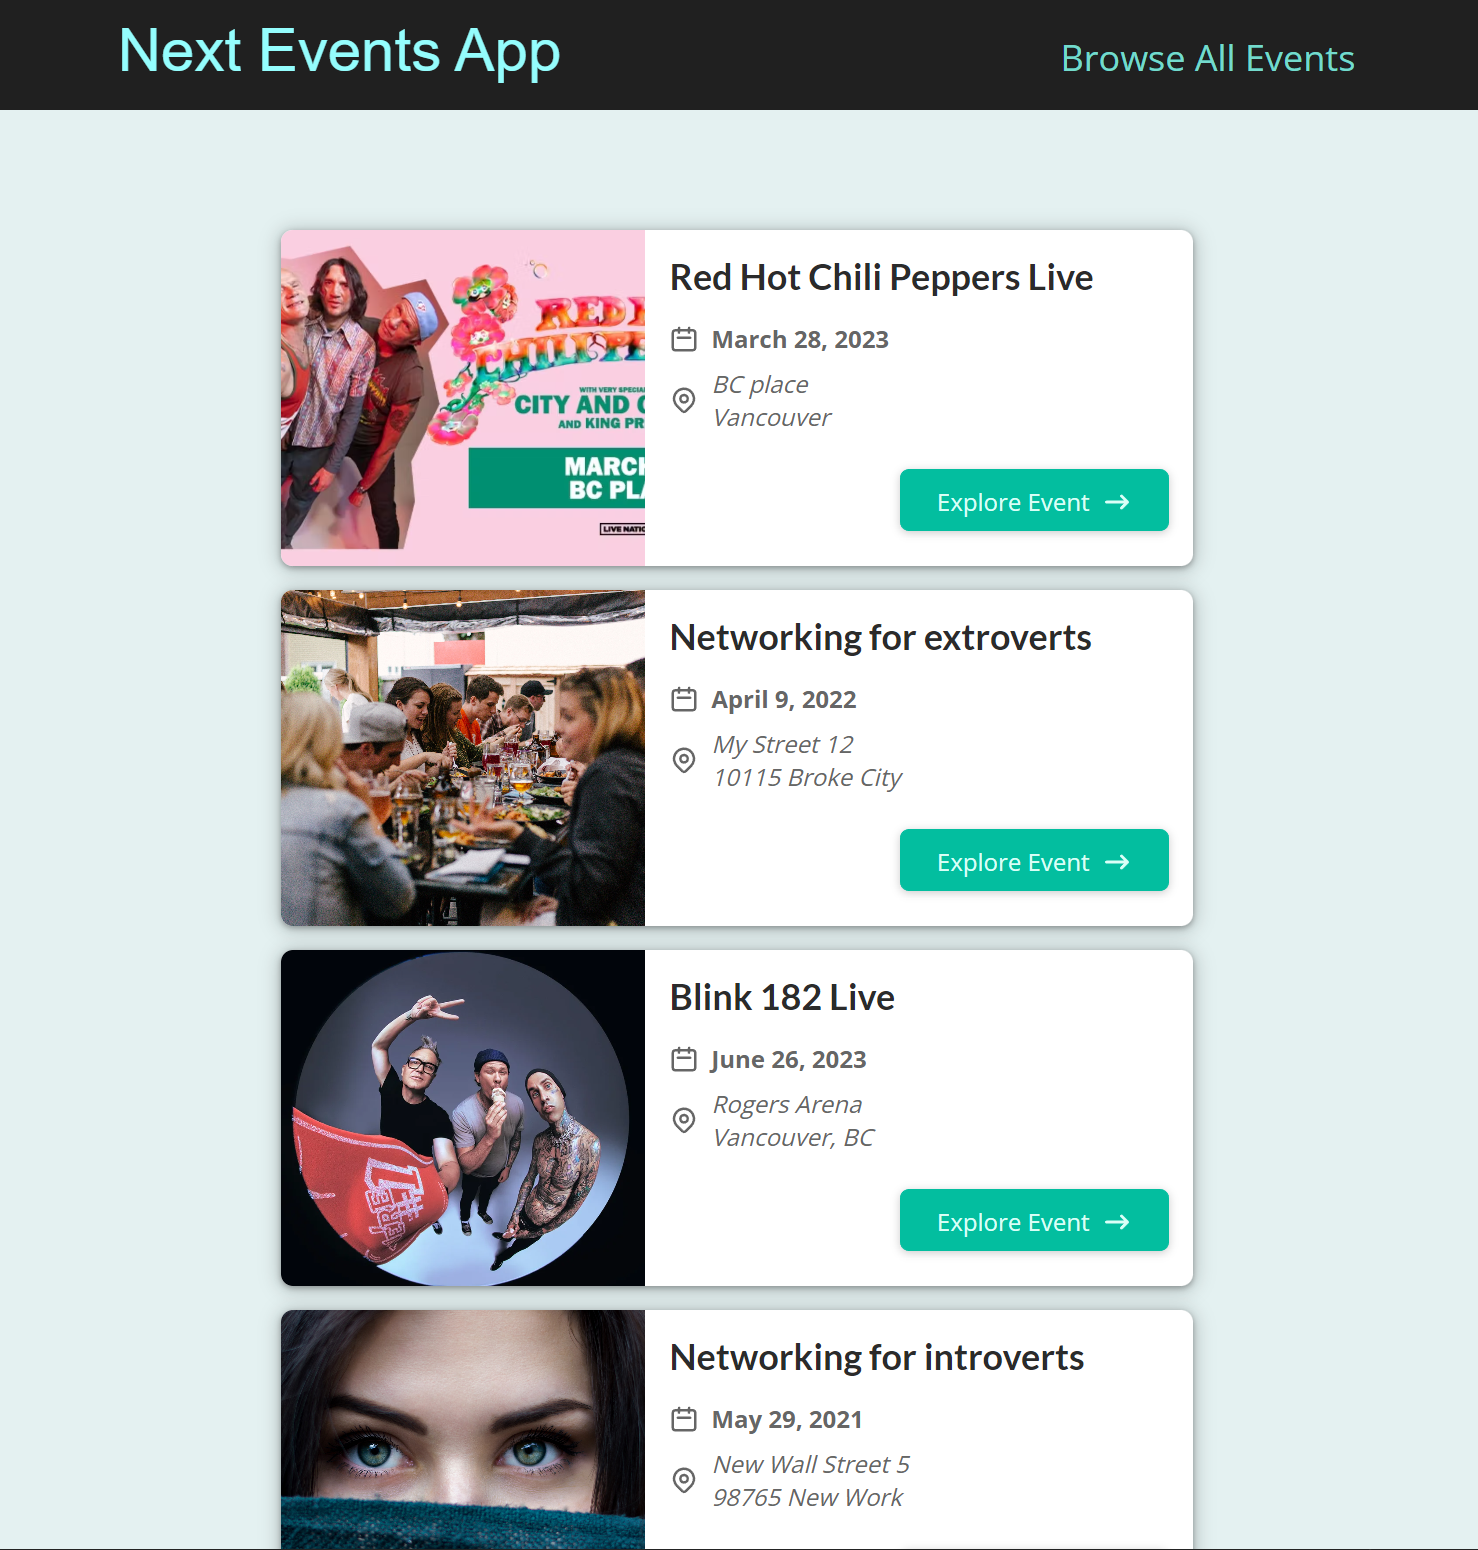 Next Events App
Browse All Events
RED
CHILI PE
WITH VERY SPECIAL
CITY AND C
AND KING PR
MARCH
BC PLA
LIVE NATIO
Red Hot Chili Peppers Live
March 28, 2023
BC place
Vancouver
Explore Event
Networking for extroverts
April 9, 2022
My Street 12
10115 Broke City
Explore Event
Blink 182 Live
June 26, 2023
Rogers Arena
Vancouver, BC
Explore Event
Networking for introverts
May 29, 2021
New Wall Street 5
98765 New Work